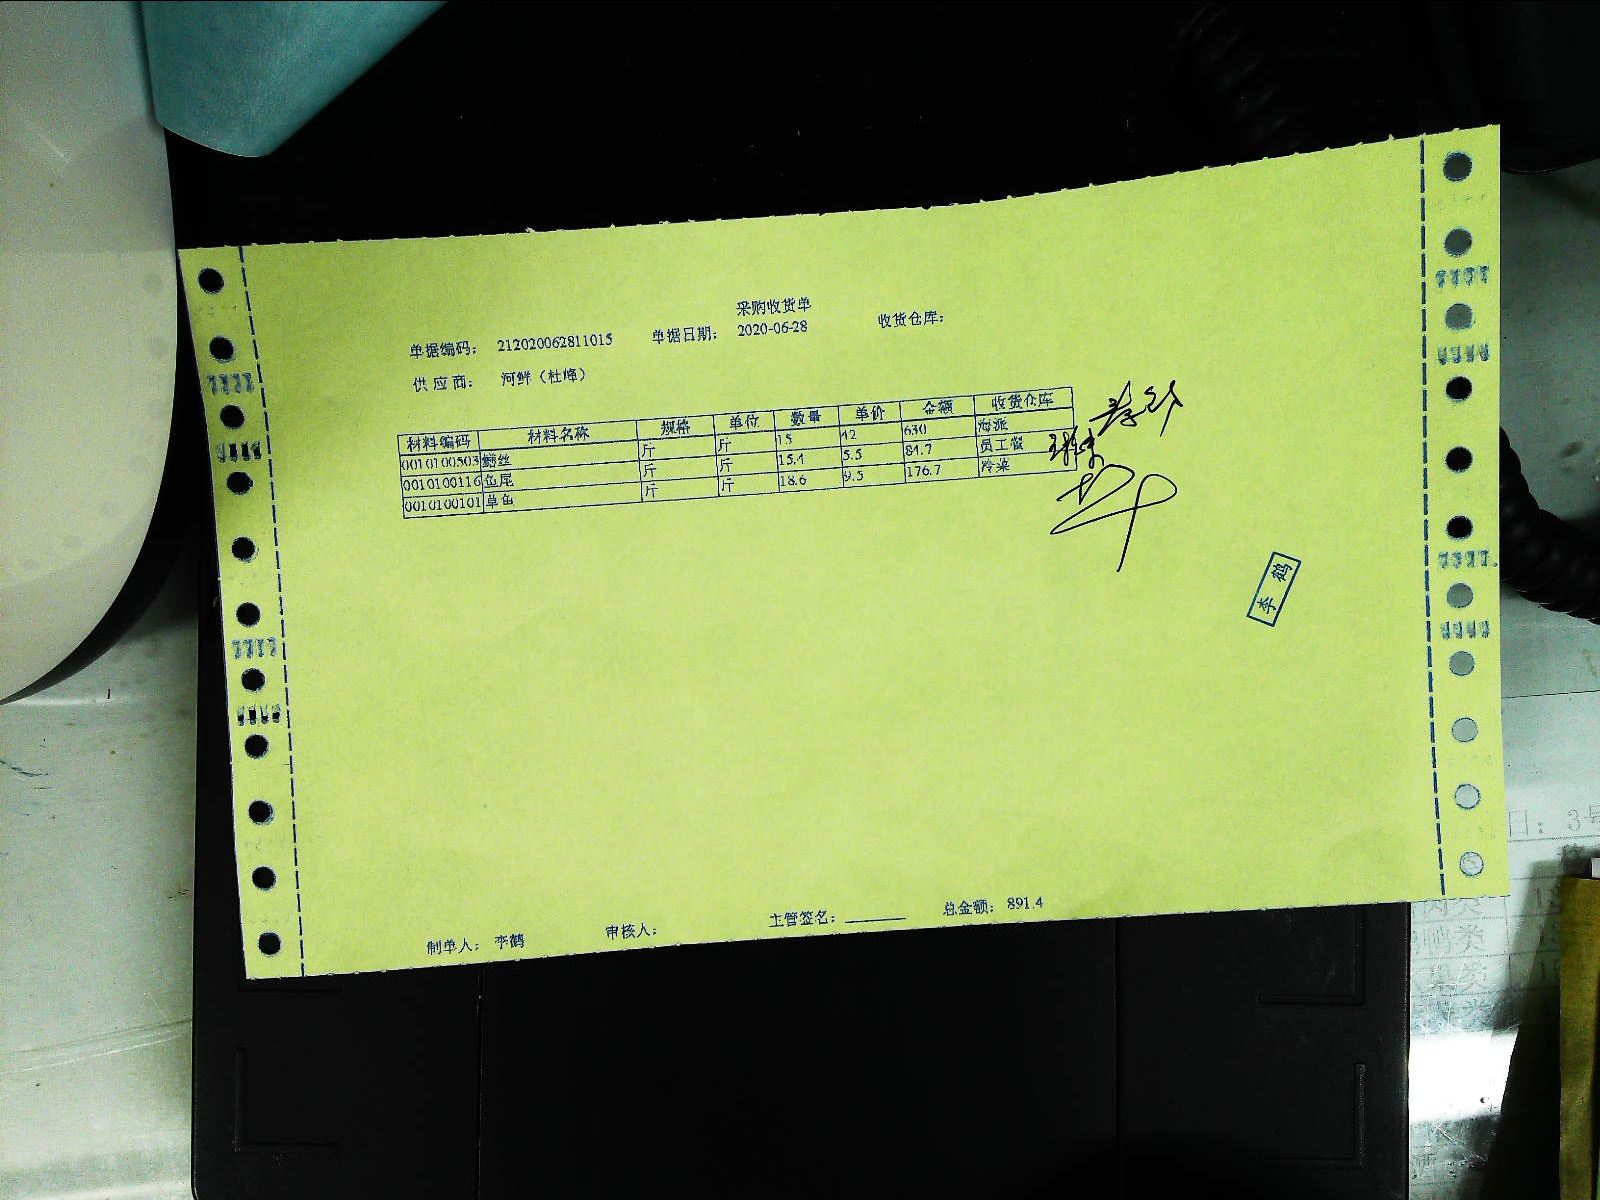 采购收货单
单据编码： 212020062811015 单据日期： 2020-06-28 收货仓库：
供 应 商： 河鲜（杜烽）
材料编码 材料名称 规格 单位 数量 单价 金额 收货仓库
0010100503 鳝丝 斤 斤 15 42 630 海派
0010100116 鱼尾 斤 斤 15.4 5.5 84.7 员工餐
0010100101 草鱼 斤 斤 18.6 9.5 176.7 冷菜
李鹤
制单人： 李鹤 审核人： 主管签名： 总金额： 891.4
日：3号